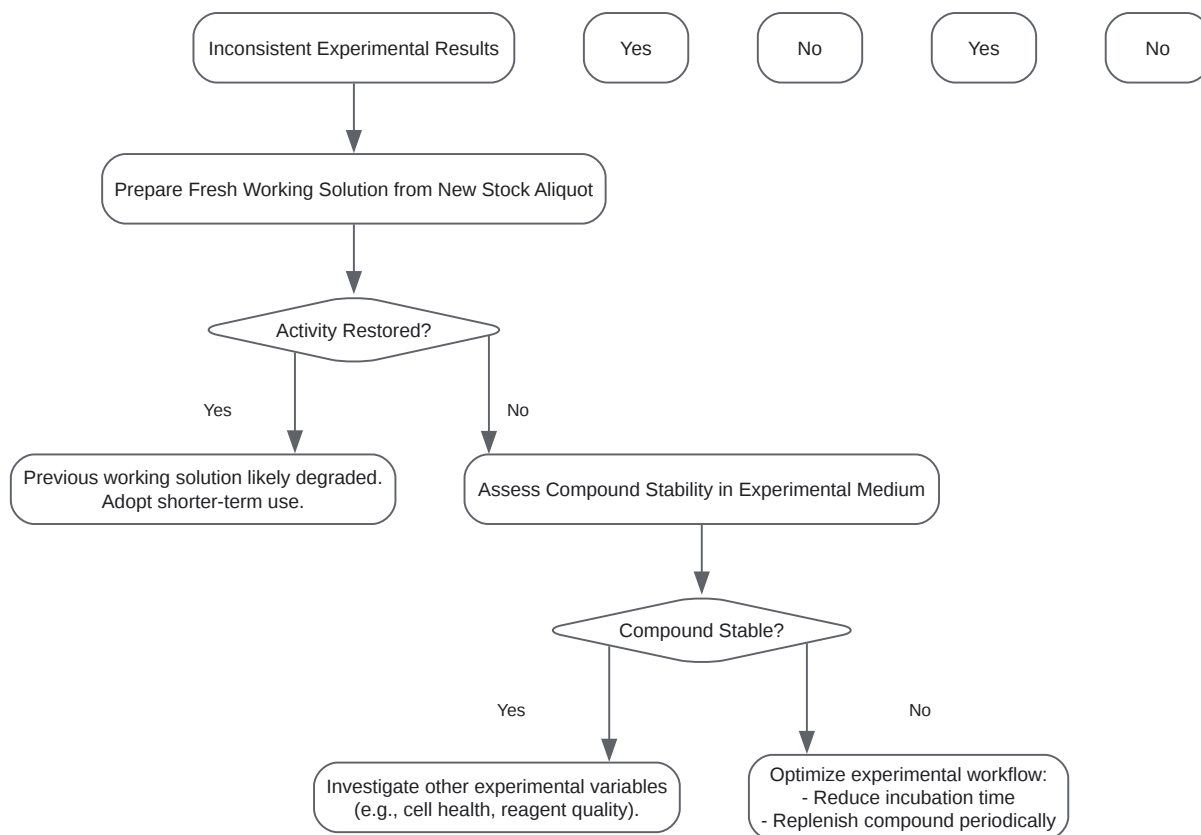 Inconsistent Experimental Results
Yes
No
Yes
No
Prepare Fresh Working Solution from New Stock Aliquot
Activity Restored?
Yes
No
Previous working solution likely degraded.
Adopt shorter-term use.
Assess Compound Stability in Experimental Medium
Compound Stable?
Yes
No
Investigate other experimental variables
(e.g., cell health, reagent quality).
Optimize experimental workflow:
- Reduce incubation time
- Replenish compound periodically